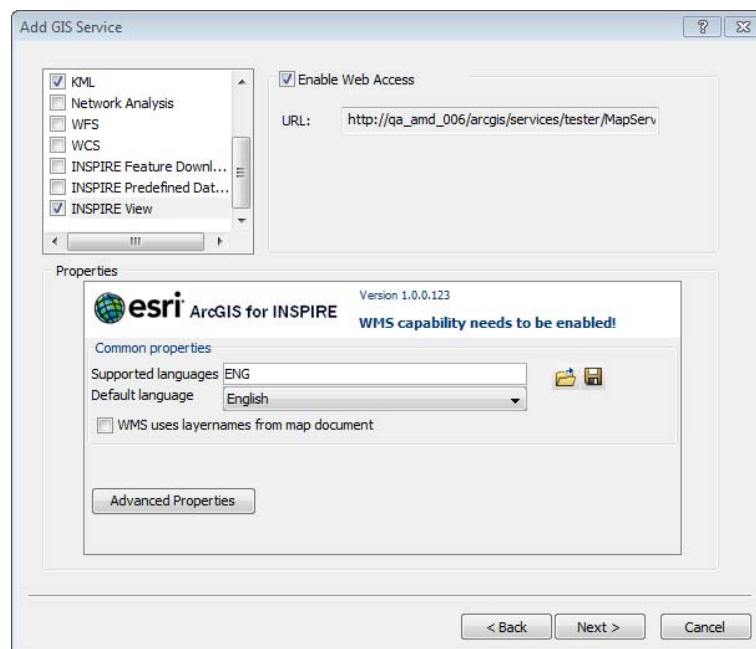 Add GIS Service
KML
Network Analysis
WFS
WCS
INSPIRE Feature Downl...
INSPIRE Predefined Dat...
INSPIRE View
Enable Web Access
URL: http://qa_amd_006/arcgis/services/tester/MapServ
Properties
esri ArcGIS for INSPIRE
Version 1.0.0.123
WMS capability needs to be enabled!
Common properties
Supported languages ENG
Default language English
WMS uses layernames from map document
Advanced Properties
< Back Next > Cancel